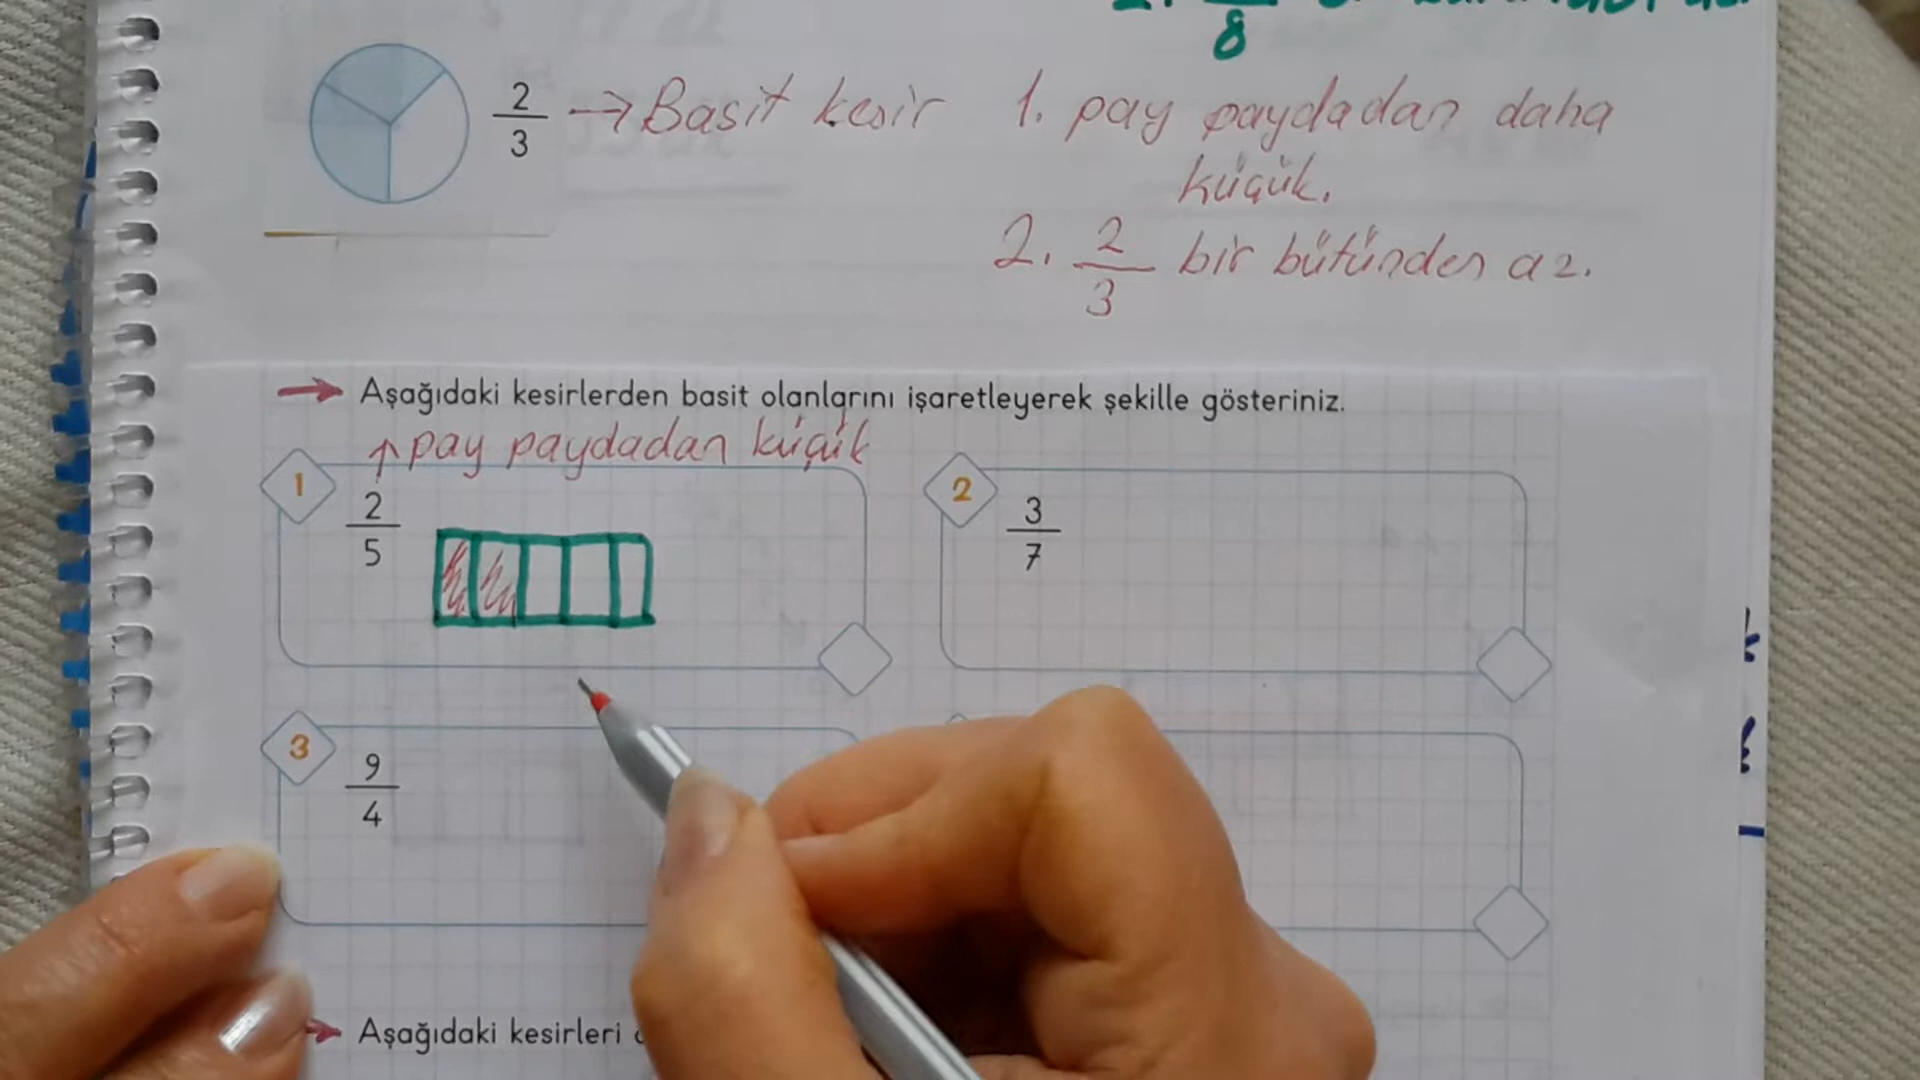 8
2
3
→ Basit kesir 1. pay paydadan daha
küçük.
2. 2/3 bir bütünden az.
Aşağıdaki kesirlerden basit olanlarını işaretleyerek şekille gösteriniz.
↑ pay paydadan küçük
1
2
5
2
3
7
3
9
4
Aşağıdaki kesirleri